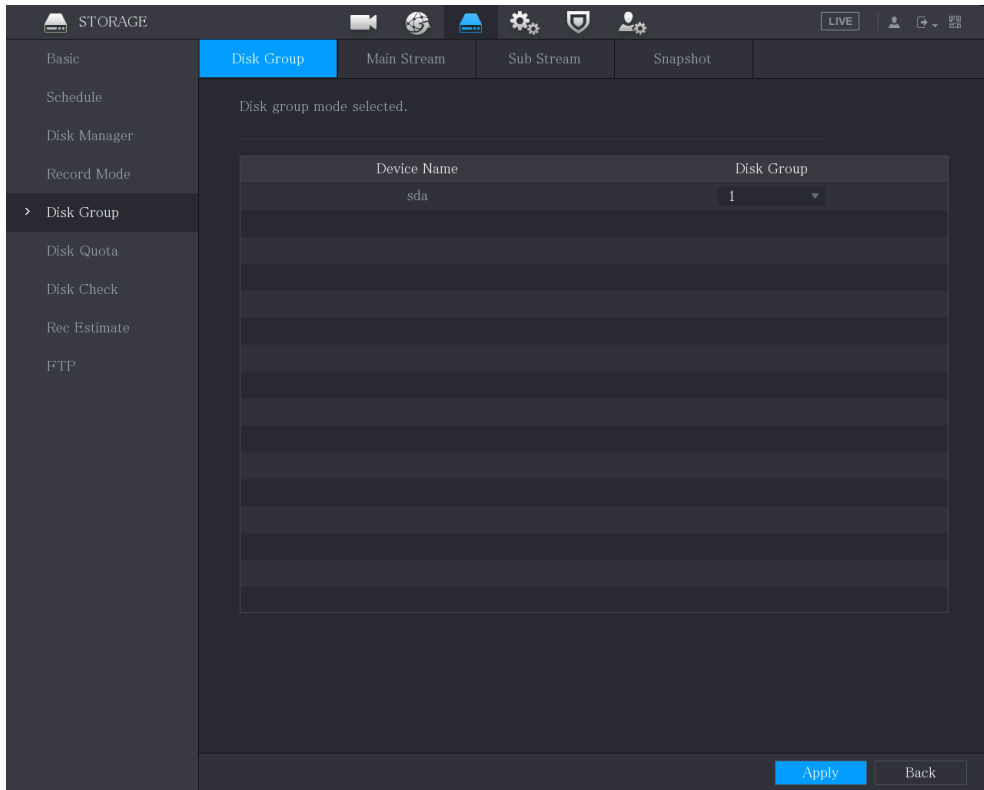 STORAGE
LIVE
Basic
Schedule
Disk Manager
Record Mode
> Disk Group
Disk Quota
Disk Check
Rec Estimate
FTP
Disk Group Main Stream Sub Stream Snapshot
Disk group mode selected.
Device Name Disk Group
sda 1
Apply Back